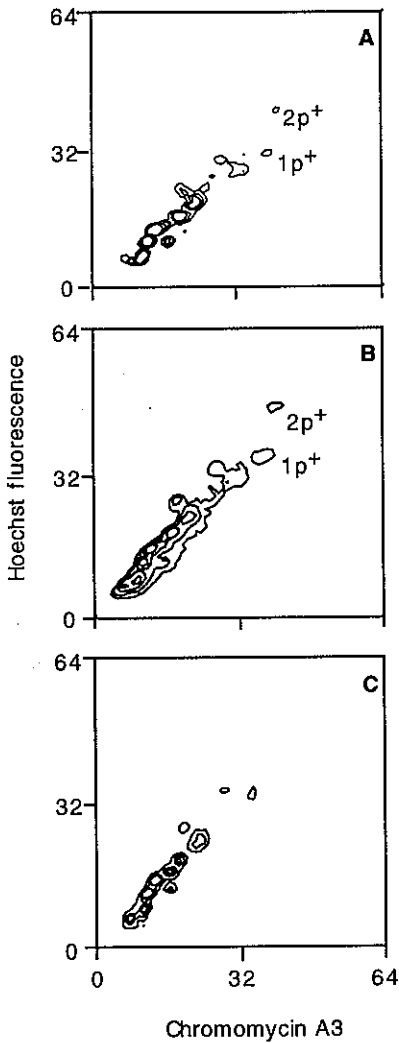 64
A
2p+
32
1p+
0
64
B
2p+
1p+
32
0
64
C
32
0
0
32
64
Hoechst fluorescence
Chromomycin A3